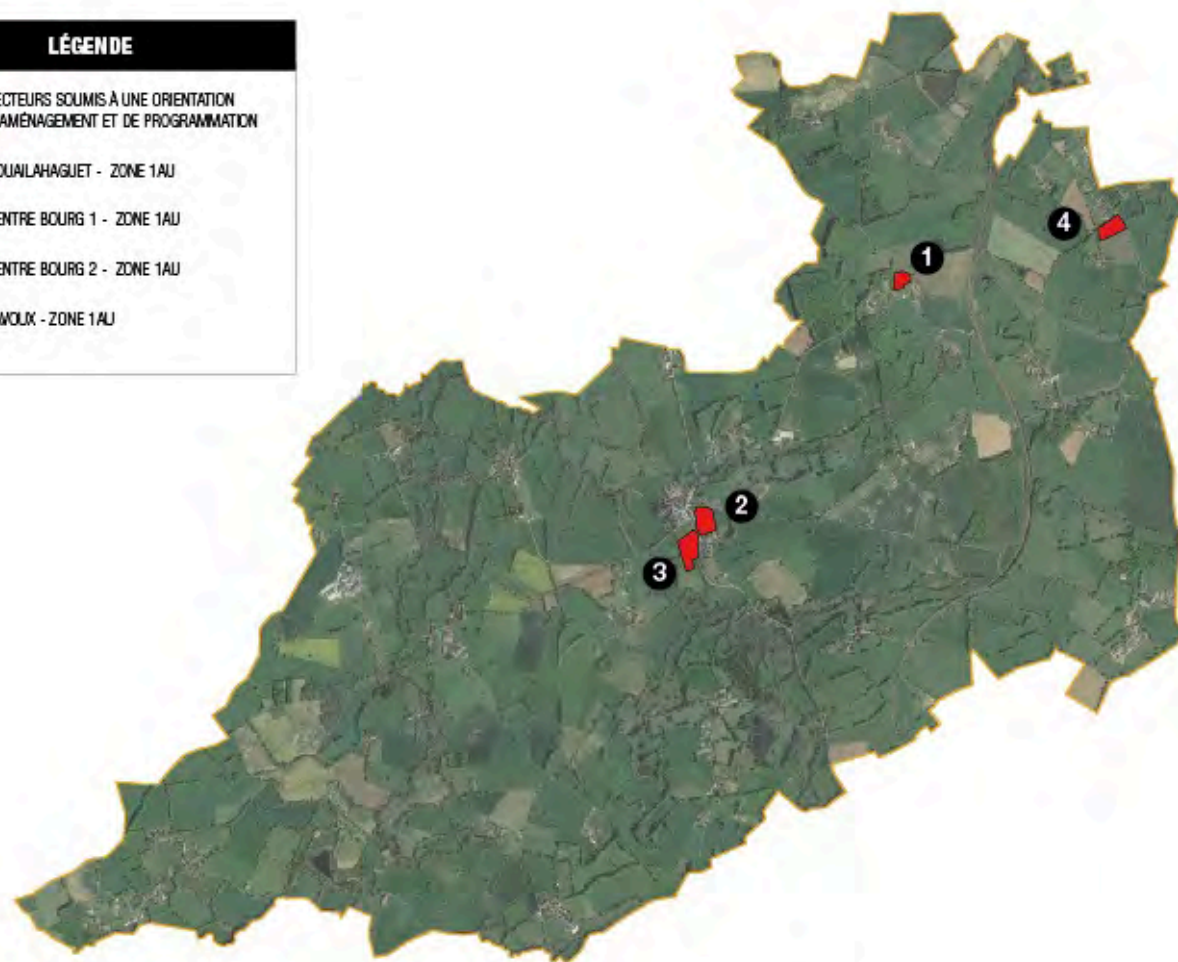 LÉGENDE
ECTEURS SOUMIS À UNE ORIENTATION
AMÉNAGEMENT ET DE PROGRAMMATION
OUAILAHAGUET - ZONE 1AU
ENTRE BOURG 1 - ZONE 1AU
ENTRE BOURG 2 - ZONE 1AU
AVOUX - ZONE 1AU
4
1
2
3